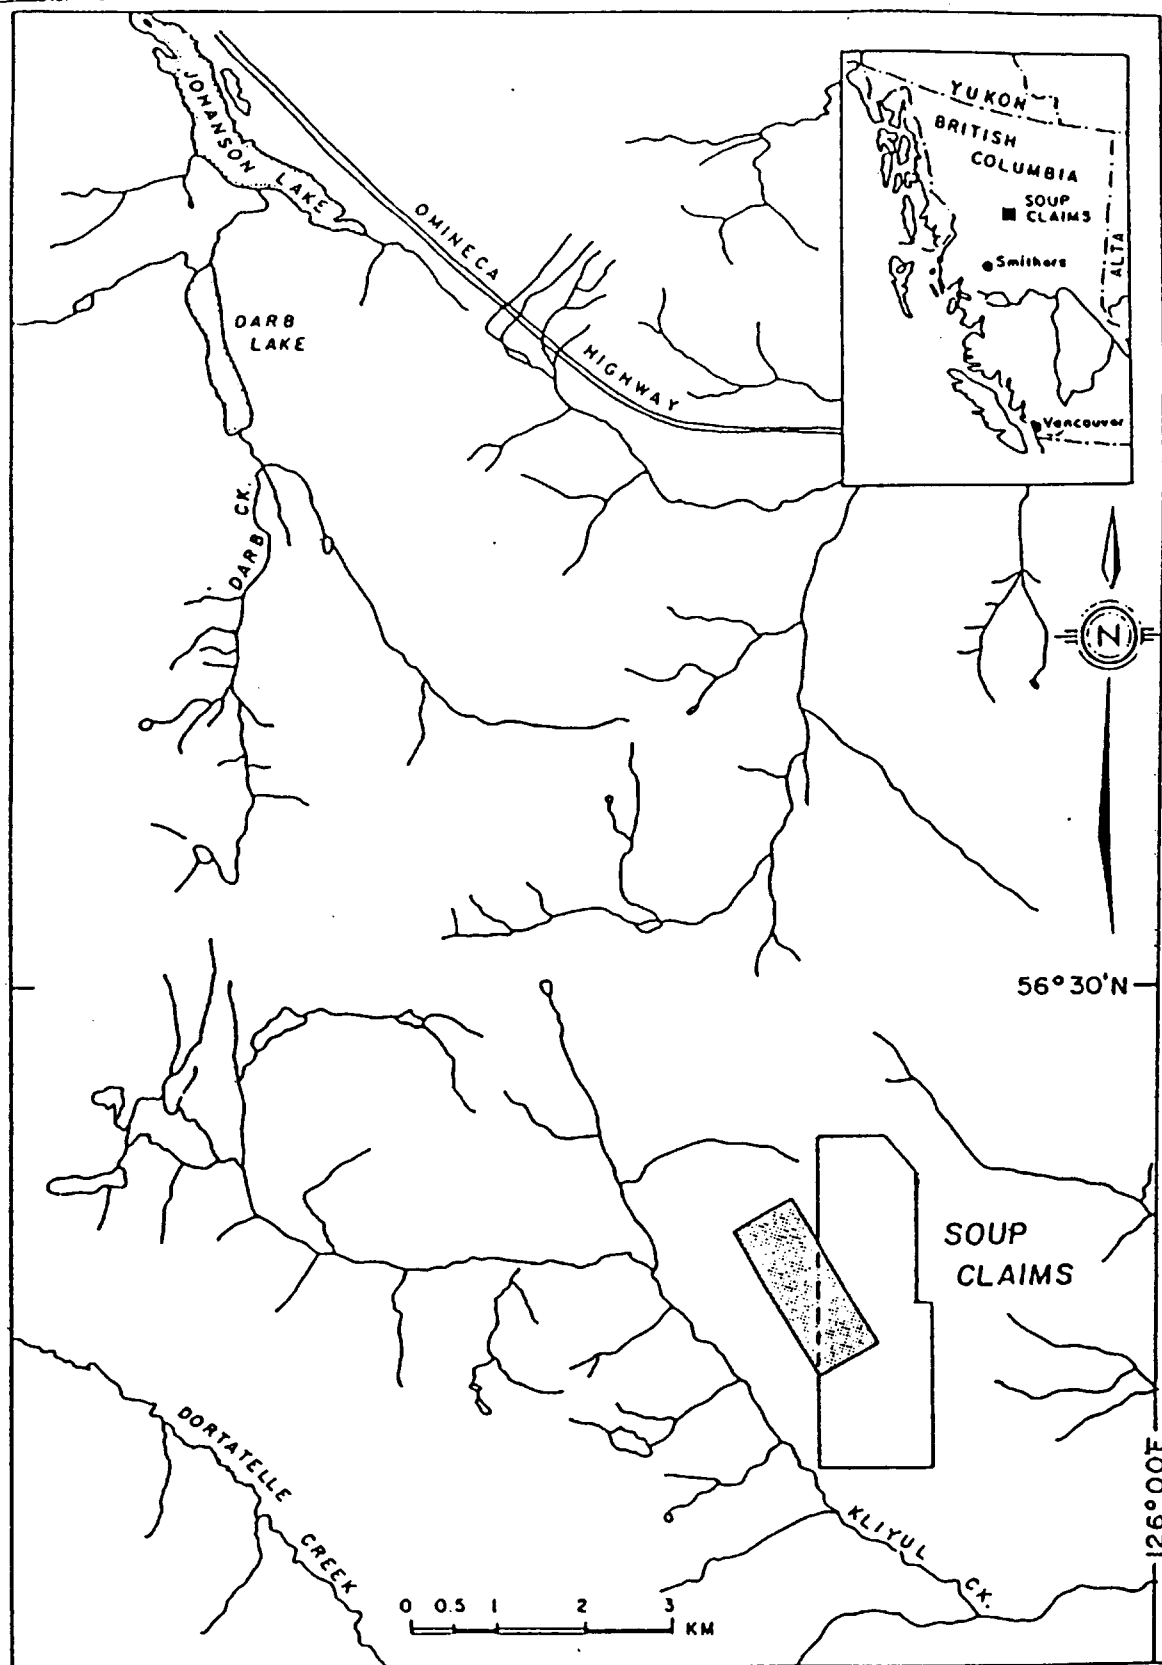 JOHANSON LAKE
OMINECA HIGHWAY
DARB
LAKE
DARB CK.
YUKON
BRITISH
COLUMBIA
SOUP
CLAIMS
Smithers
ALTA
Vancouver
N
56°30'N
SOUP
CLAIMS
126°00'E
DORTATELLE CREEK
KLIYUL CK.
0 0.5 1 2 3
KM